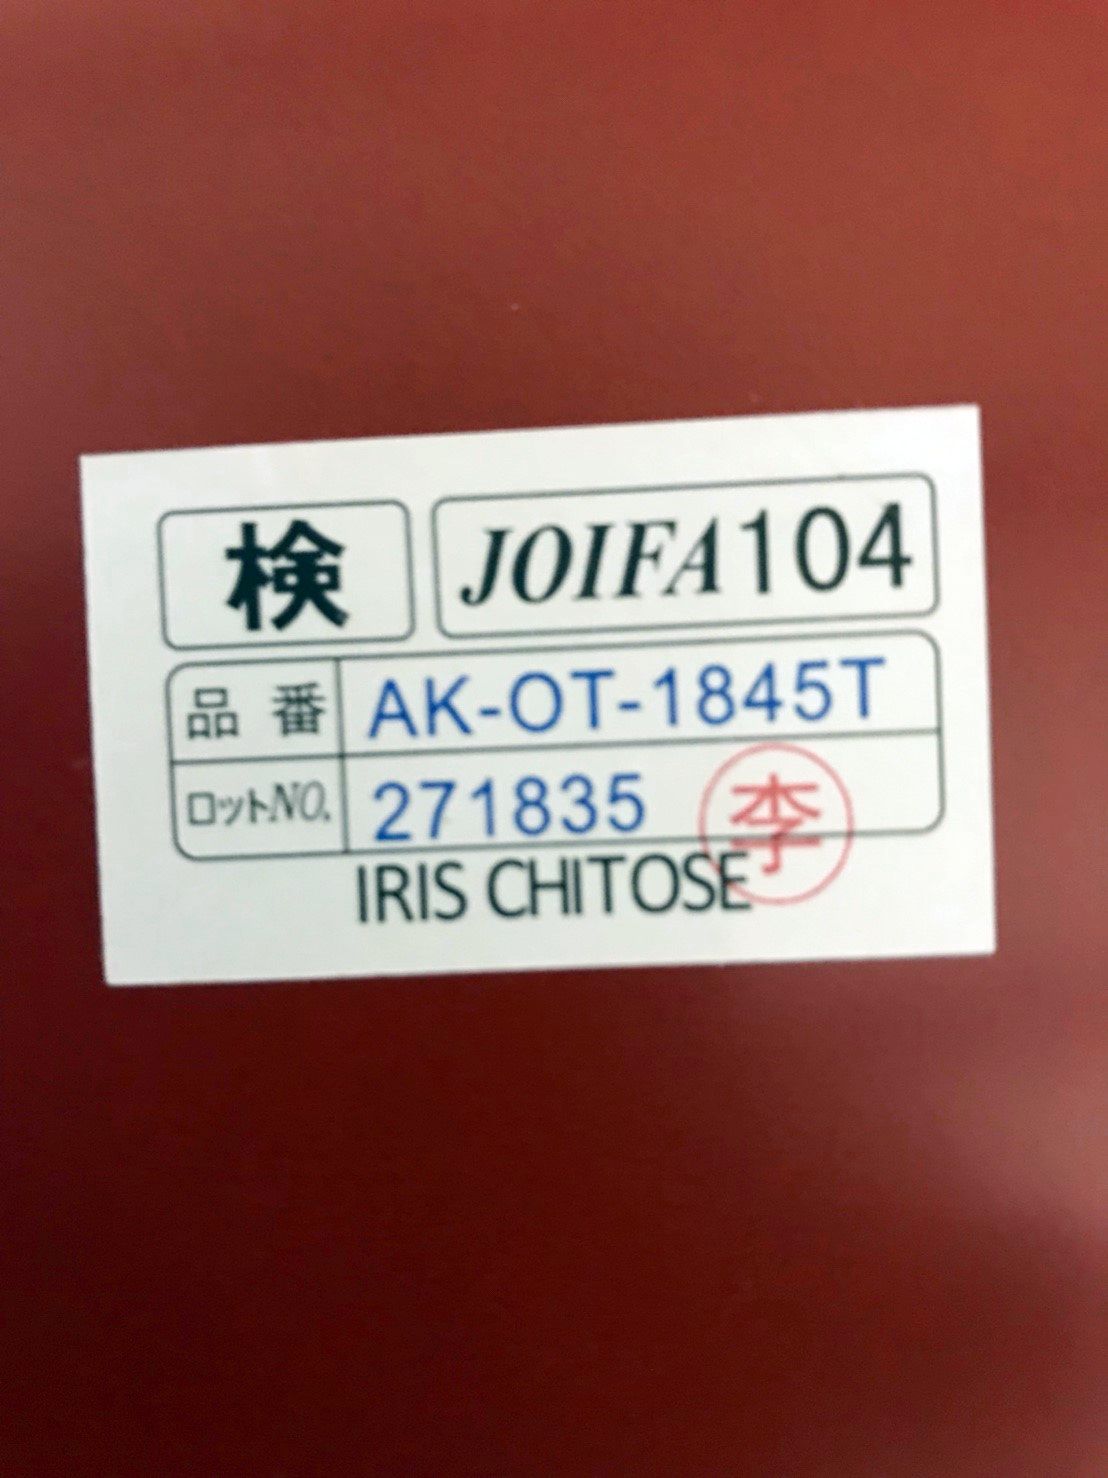 検 JOIFA104
品番 AK-OT-1845T
ロットNO. 271835
李
IRIS CHITOSE